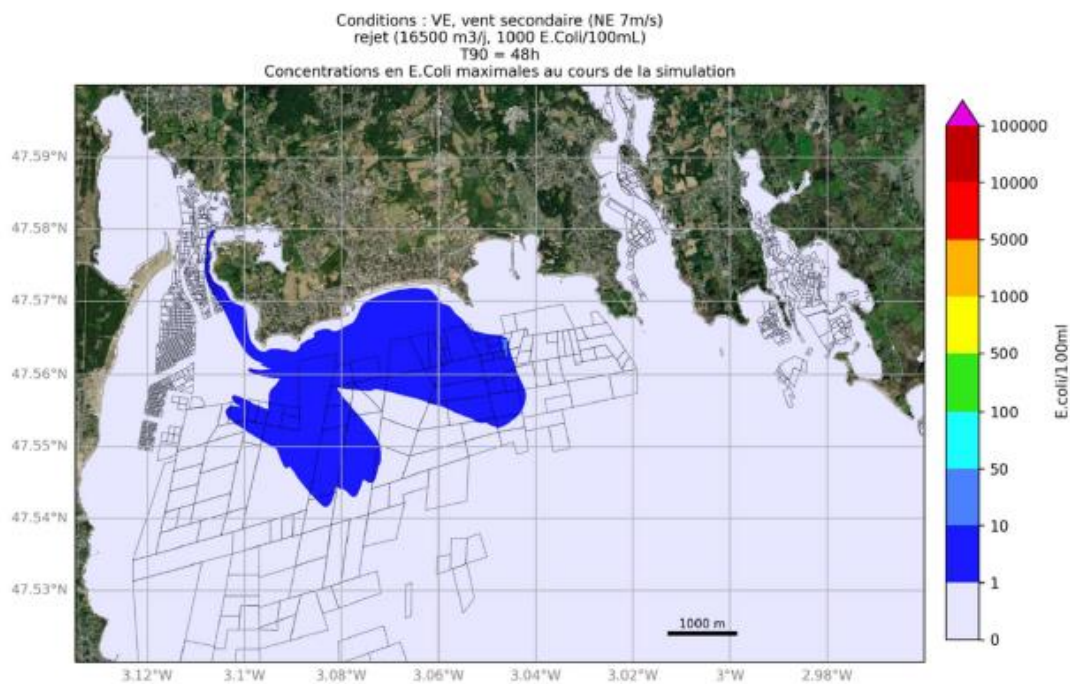 Conditions : VE, vent secondaire (NE 7m/s)
rejet (16500 m3/j, 1000 E.Coli/100mL)
T90 = 48h
Concentrations en E.Coli maximales au cours de la simulation
47.59°N
47.58°N
47.57°N
47.56°N
47.55°N
47.54°N
47.53°N
3.12°W
3.1°W
3.08°W
3.06°W
3.04°W
3.02°W
3°W
2.98°W
1000 m
100000
10000
5000
1000
500
100
50
10
1
0
E.coli/100ml